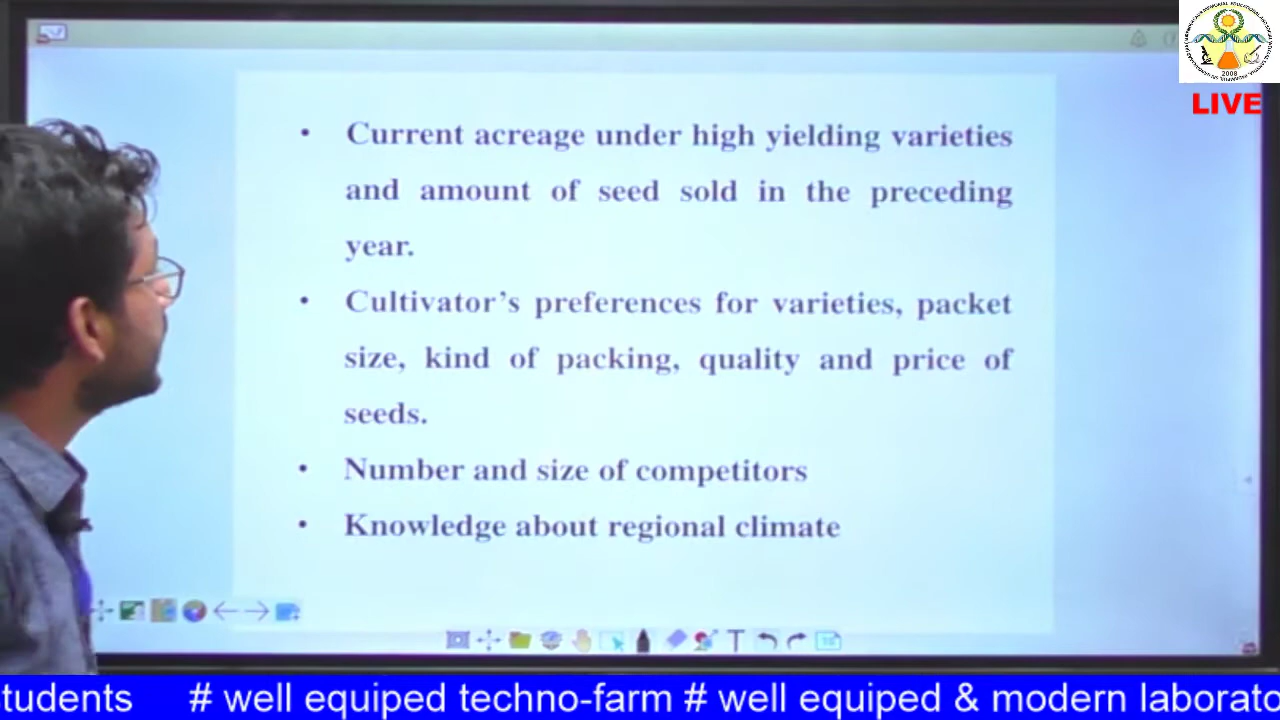 LIVE
2008
• Current acreage under high yielding varieties
and amount of seed sold in the preceding
year.
• Cultivator's preferences for varieties, packet
size, kind of packing, quality and price of
seeds.
• Number and size of competitors
• Knowledge about regional climate
tudents # well equiped techno-farm # well equiped & modern laborato